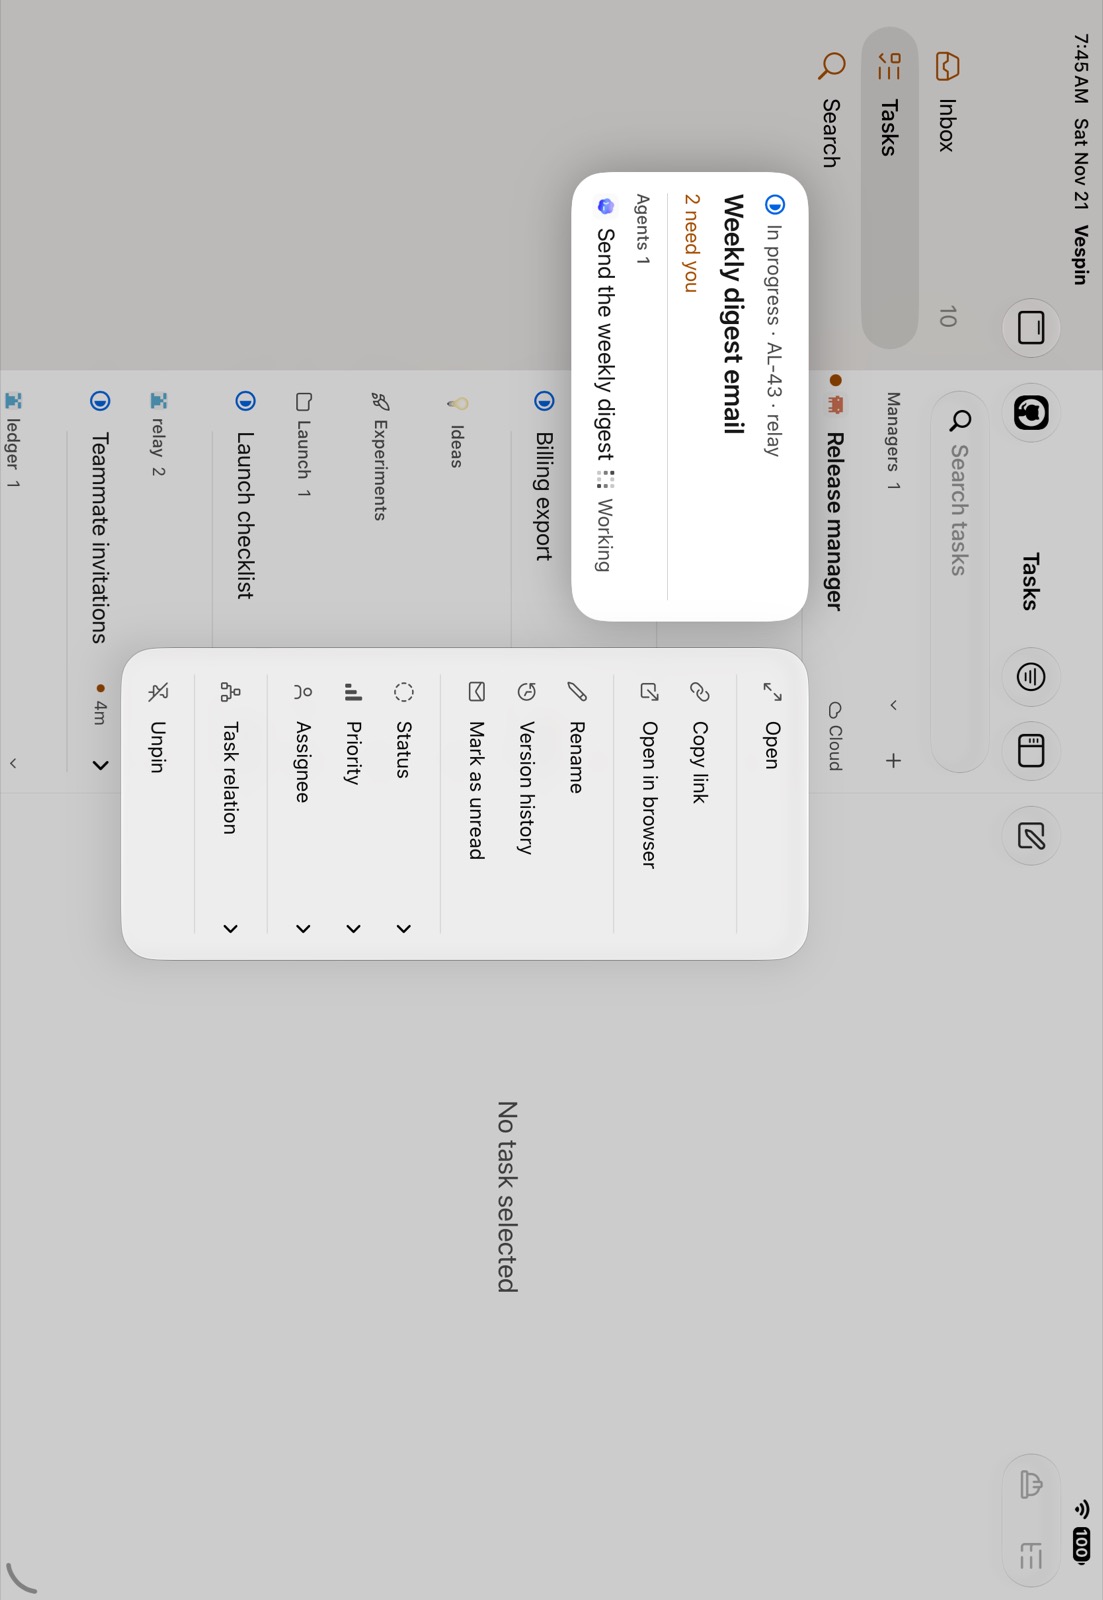 7:45 AM Sat Nov 21 Vespin
100
Tasks
Inbox 10
Tasks
Search
Search tasks
Managers 1
Release manager Cloud
In progress · AL-43 · relay
Weekly digest email
2 need you
Agents 1
Send the weekly digest Working
Billing export
Ideas
Experiments
Launch 1
Launch checklist
relay 2
Teammate invitations 4m
ledger 1
Open
Copy link
Open in browser
Rename
Version history
Mark as unread
Status
Priority
Assignee
Task relation
Unpin
No task selected